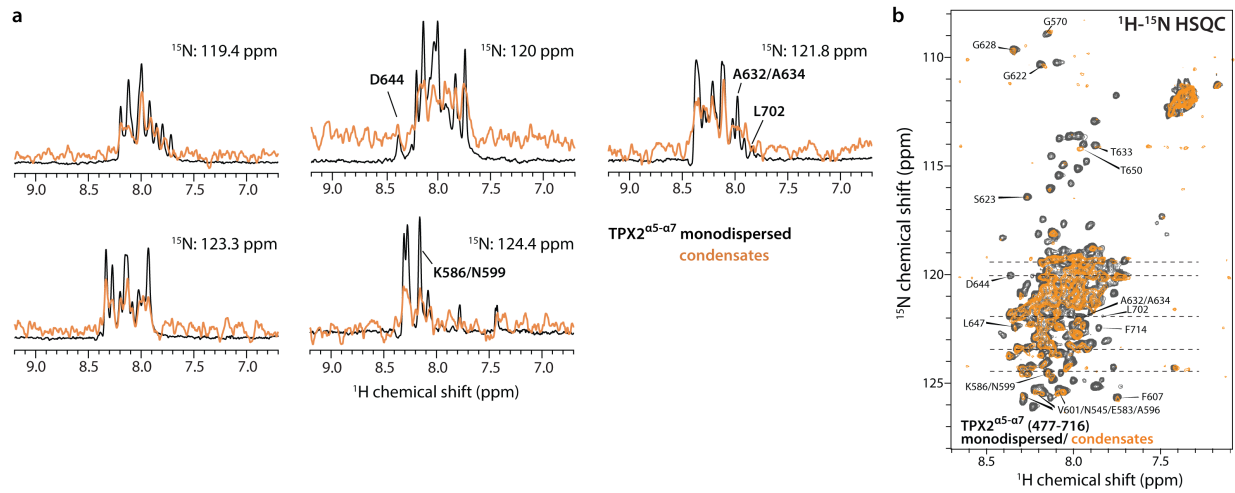 a
¹⁵N: 119.4 ppm
9.0 8.5 8.0 7.5 7.0
¹⁵N: 120 ppm
D644
9.0 8.5 8.0 7.5 7.0
¹⁵N: 121.8 ppm
A632/A634
L702
9.0 8.5 8.0 7.5 7.0
¹⁵N: 123.3 ppm
9.0 8.5 8.0 7.5 7.0
¹⁵N: 124.4 ppm
K586/N599
9.0 8.5 8.0 7.5 7.0
¹H chemical shift (ppm)
TPX2α5-α7 monodispersed
condensates
b
¹H-¹⁵N HSQC
G570
G628
G622
T633
T650
S623
D644
A632/A634
L702
L647
F714
K586/N599
F607
V601/N545/E583/A596
TPX2α5-α7 (477-716)
monodispersed/ condensates
110
115
120
125
¹⁵N chemical shift (ppm)
8.5 8.0 7.5
¹H chemical shift (ppm)